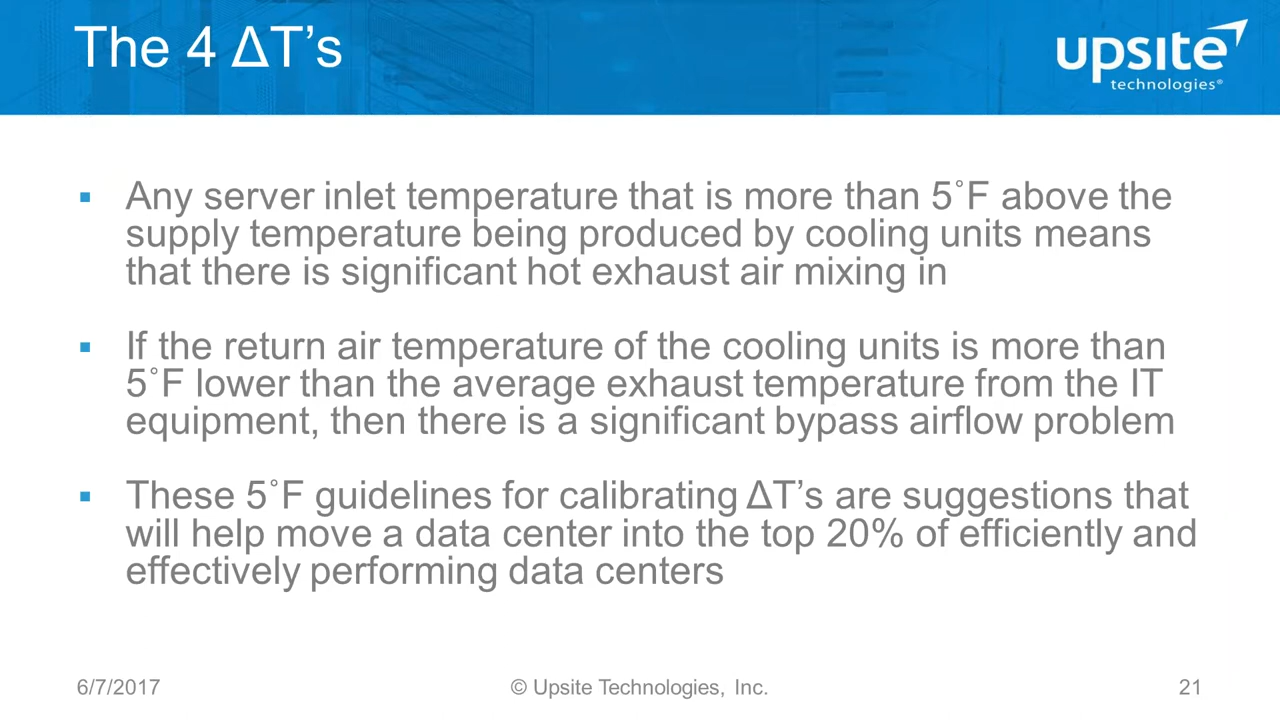 The 4 ΔT’s
upsite
technologies®
▪ Any server inlet temperature that is more than 5˚F above the
supply temperature being produced by cooling units means
that there is significant hot exhaust air mixing in
▪ If the return air temperature of the cooling units is more than
5˚F lower than the average exhaust temperature from the IT
equipment, then there is a significant bypass airflow problem
▪ These 5˚F guidelines for calibrating ΔT’s are suggestions that
will help move a data center into the top 20% of efficiently and
effectively performing data centers
6/7/2017
© Upsite Technologies, Inc.
21